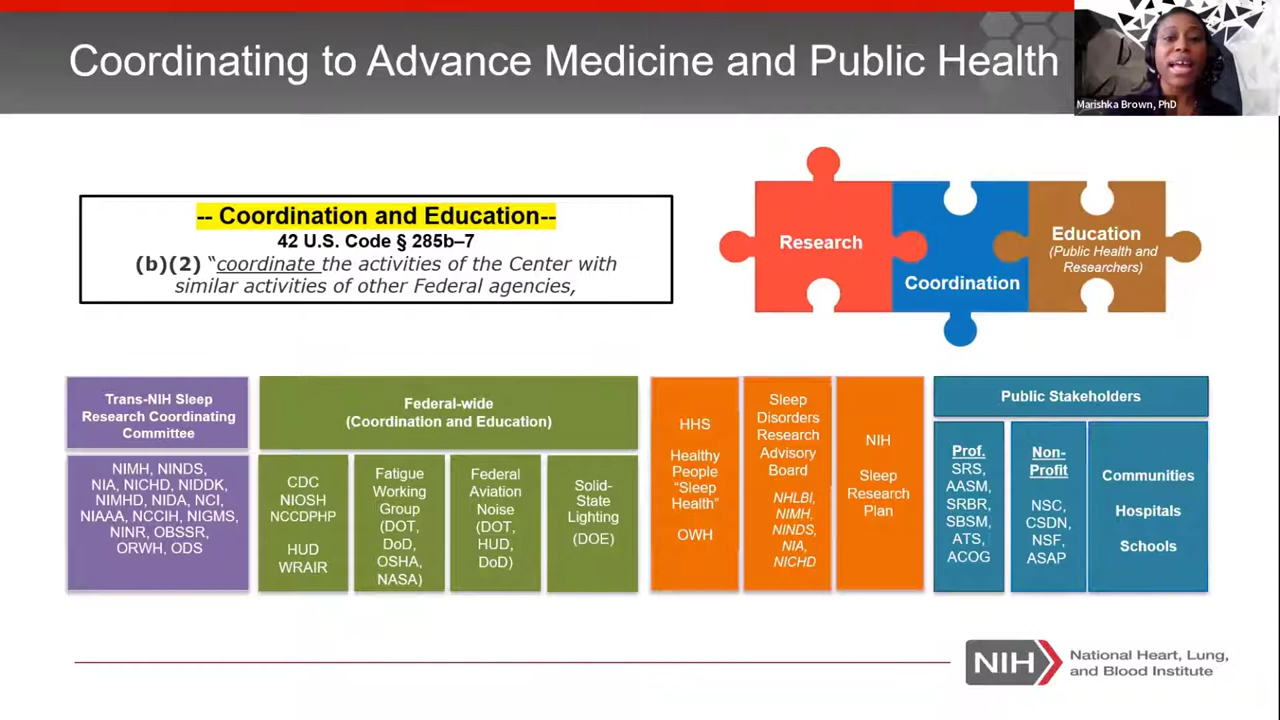 Coordinating to Advance Medicine and Public Health
Marishka Brown, PhD
-- Coordination and Education--
42 U.S. Code § 285b–7
(b)(2) “coordinate the activities of the Center with
similar activities of other Federal agencies,
Research
Coordination
Education
(Public Health and
Researchers)
Trans-NIH Sleep
Research Coordinating
Committee
NIMH, NINDS,
NIA, NICHD, NIDDK,
NIMHD, NIDA, NCI,
NIAAA, NCCIH, NIGMS,
NINR, OBSSR,
ORWH, ODS
Federal-wide
(Coordination and Education)
CDC
NIOSH
NCCDPHP
HUD
WRAIR
Fatigue
Working
Group
(DOT,
DoD,
OSHA,
NASA)
Federal
Aviation
Noise
(DOT,
HUD,
DoD)
Solid-
State
Lighting
(DOE)
HHS
Healthy
People
“Sleep
Health”
OWH
Sleep
Disorders
Research
Advisory
Board
NHLBI,
NIMH,
NINDS,
NIA,
NICHD
NIH
Sleep
Research
Plan
Public Stakeholders
Prof.
SRS,
AASM,
SRBR,
SBSM,
ATS,
ACOG
Non-
Profit
NSC,
CSDN,
NSF,
ASAP
Communities
Hospitals
Schools
NIH
National Heart, Lung,
and Blood Institute